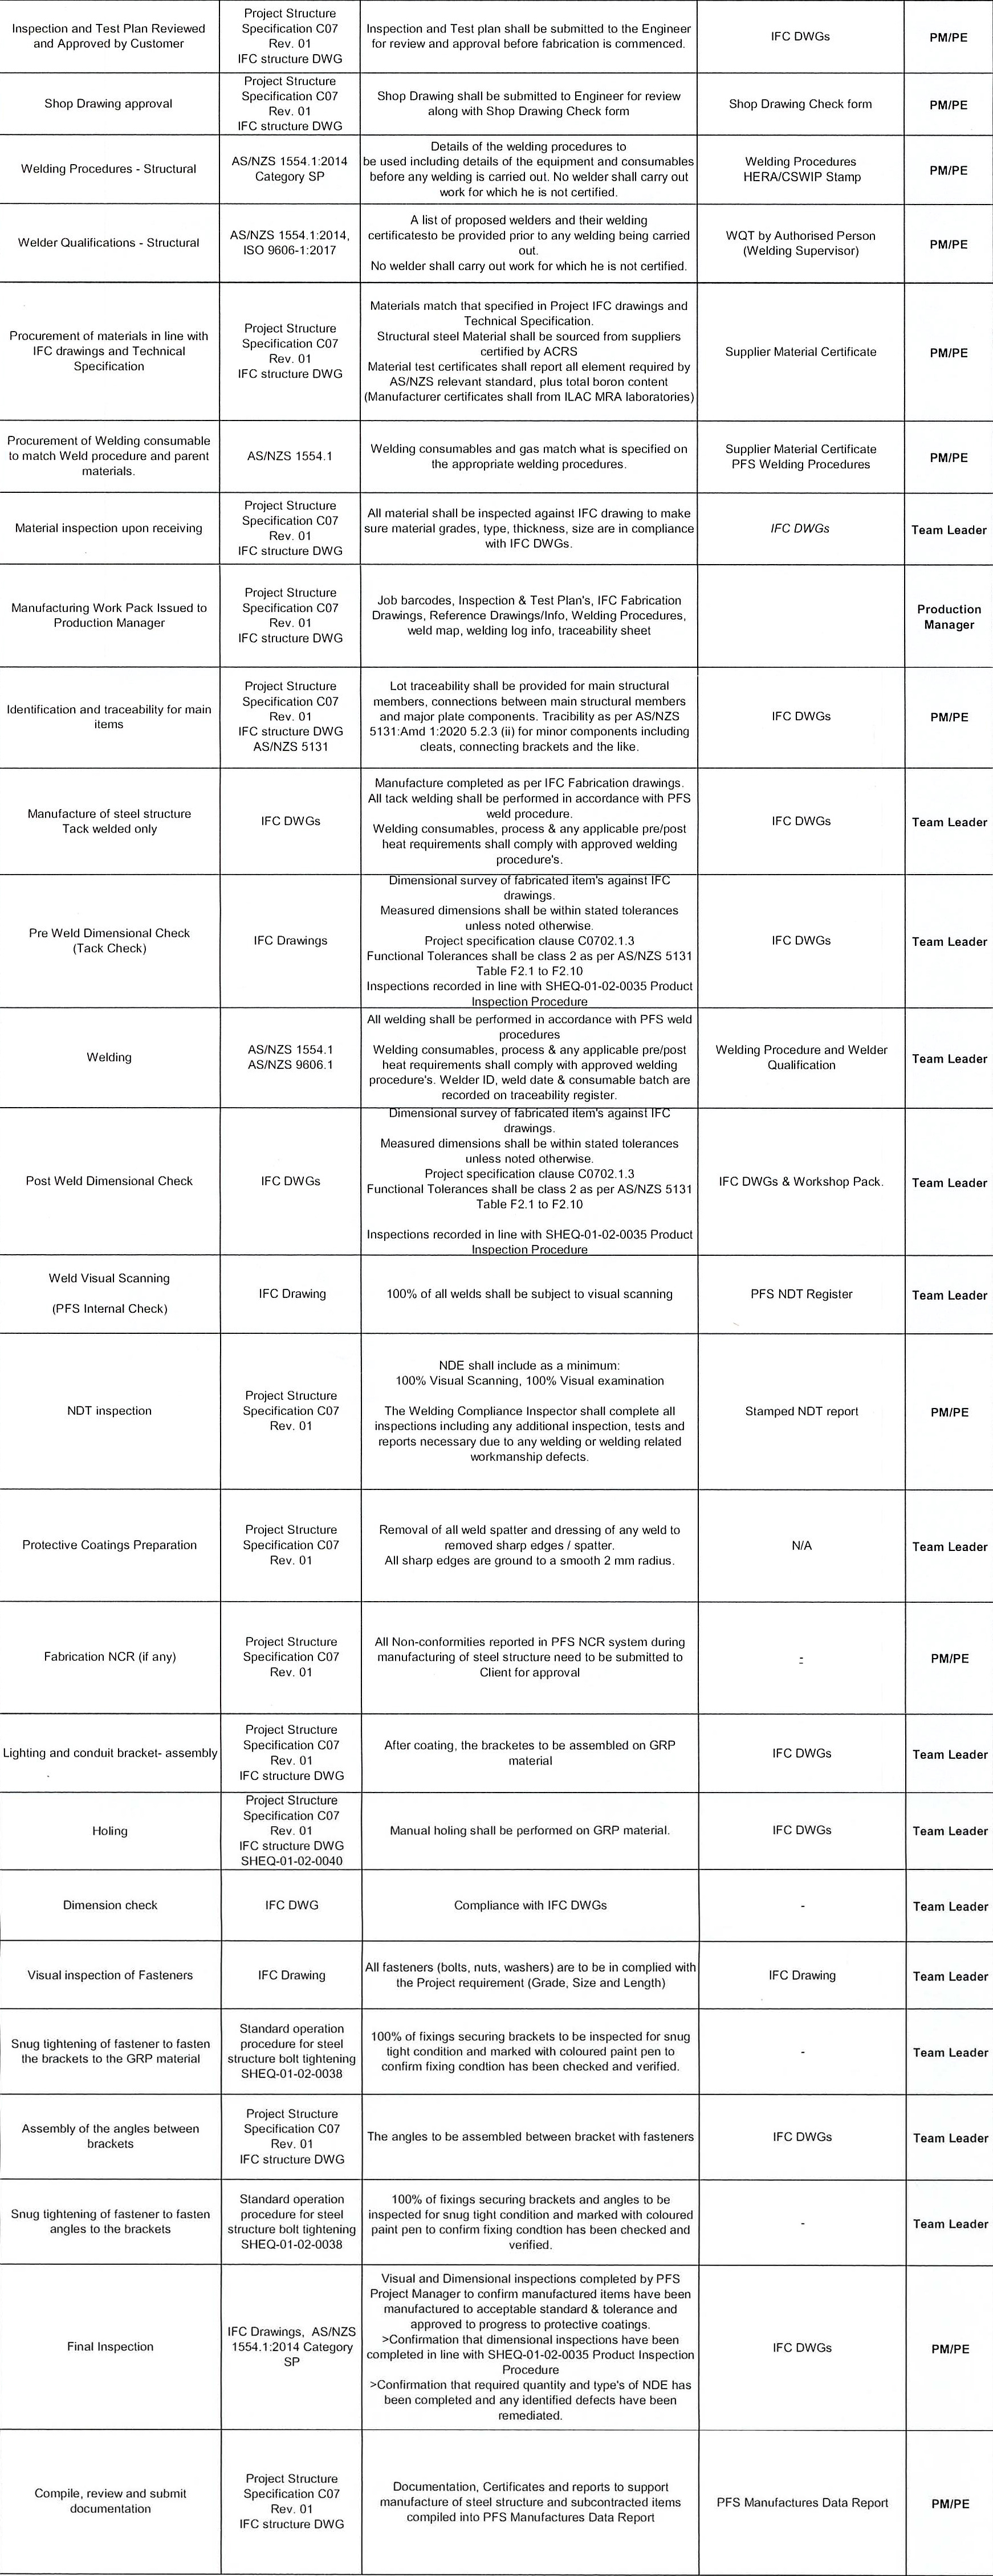 Inspection and Test Plan Reviewed
and Approved by Customer
Project Structure
Specification C07
Rev. 01
IFC structure DWG
Inspection and Test plan shall be submitted to the Engineer
for review and approval before fabrication is commenced.
IFC DWGs
PM/PE
Shop Drawing approval
Project Structure
Specification C07
Rev. 01
IFC structure DWG
Shop Drawing shall be submitted to Engineer for review
along with Shop Drawing Check form
Shop Drawing Check form
PM/PE
Welding Procedures - Structural
AS/NZS 1554.1:2014
Category SP
Details of the welding procedures to
be used including details of the equipment and consumables
before any welding is carried out. No welder shall carry out
work for which he is not certified.
Welding Procedures
HERA/CSWIP Stamp
PM/PE
Welder Qualifications - Structural
AS/NZS 1554.1:2014,
ISO 9606-1:2017
A list of proposed welders and their welding
certificatesto be provided prior to any welding being carried
out.
No welder shall carry out work for which he is not certified.
WQT by Authorised Person
(Welding Supervisor)
PM/PE
Procurement of materials in line with
IFC drawings and Technical
Specification
Project Structure
Specification C07
Rev. 01
IFC structure DWG
Materials match that specified in Project IFC drawings and
Technical Specification.
Structural steel Material shall be sourced from suppliers
certified by ACRS
Material test certificates shall report all element required by
AS/NZS relevant standard, plus total boron content
(Manufacturer certificates shall from ILAC MRA laboratories)
Supplier Material Certificate
PM/PE
Procurement of Welding consumable
to match Weld procedure and parent
materials.
AS/NZS 1554.1
Welding consumables and gas match what is specified on
the appropriate welding procedures.
Supplier Material Certificate
PFS Welding Procedures
PM/PE
Material inspection upon receiving
Project Structure
Specification C07
Rev. 01
IFC structure DWG
All material shall be inspected against IFC drawing to make
sure material grades, type, thickness, size are in compliance
with IFC DWGs.
IFC DWGs
Team Leader
Manufacturing Work Pack Issued to
Production Manager
Project Structure
Specification C07
Rev. 01
IFC structure DWG
Job barcodes, Inspection & Test Plan's, IFC Fabrication
Drawings, Reference Drawings/Info, Welding Procedures,
weld map, welding log info, traceability sheet
Production
Manager
Identification and traceability for main
items
Project Structure
Specification C07
Rev. 01
IFC structure DWG
AS/NZS 5131
Lot traceability shall be provided for main structural
members, connections between main structural members
and major plate components. Tracibility as per AS/NZS
5131:Amd 1:2020 5.2.3 (ii) for minor components including
cleats, connecting brackets and the like.
IFC DWGs
PM/PE
Manufacture of steel structure
Tack welded only
IFC DWGs
Manufacture completed as per IFC Fabrication drawings.
All tack welding shall be performed in accordance with PFS
weld procedure.
Welding consumables, process & any applicable pre/post
heat requirements shall comply with approved welding
procedure's.
IFC DWGs
Team Leader
Pre Weld Dimensional Check
(Tack Check)
IFC Drawings
Dimensional survey of fabricated item's against IFC
drawings.
Measured dimensions shall be within stated tolerances
unless noted otherwise.
Project specification clause C0702.1.3
Functional Tolerances shall be class 2 as per AS/NZS 5131
Table F2.1 to F2.10
Inspections recorded in line with SHEQ-01-02-0035 Product
Inspection Procedure
IFC DWGs
Team Leader
Welding
AS/NZS 1554.1
AS/NZS 9606.1
All welding shall be performed in accordance with PFS weld
procedures
Welding consumables, process & any applicable pre/post
heat requirements shall comply with approved welding
procedure's. Welder ID, weld date & consumable batch are
recorded on traceability register.
Welding Procedure and Welder
Qualification
Team Leader
Post Weld Dimensional Check
IFC DWGs
Dimensional survey of fabricated item's against IFC
drawings.
Measured dimensions shall be within stated tolerances
unless noted otherwise.
Project specification clause C0702.1.3
Functional Tolerances shall be class 2 as per AS/NZS 5131
Table F2.1 to F2.10
Inspections recorded in line with SHEQ-01-02-0035 Product
Inspection Procedure
IFC DWGs & Workshop Pack.
Team Leader
Weld Visual Scanning
(PFS Internal Check)
IFC Drawing
100% of all welds shall be subject to visual scanning
PFS NDT Register
Team Leader
NDT inspection
Project Structure
Specification C07
Rev. 01
NDE shall include as a minimum:
100% Visual Scanning, 100% Visual examination
The Welding Compliance Inspector shall complete all
inspections including any additional inspection, tests and
reports necessary due to any welding or welding related
workmanship defects.
Stamped NDT report
PM/PE
Protective Coatings Preparation
Project Structure
Specification C07
Rev. 01
Removal of all weld spatter and dressing of any weld to
removed sharp edges / spatter.
All sharp edges are ground to a smooth 2 mm radius.
N/A
Team Leader
Fabrication NCR (if any)
Project Structure
Specification C07
Rev. 01
All Non-conformities reported in PFS NCR system during
manufacturing of steel structure need to be submitted to
Client for approval
-
PM/PE
Lighting and conduit bracket- assembly
Project Structure
Specification C07
Rev. 01
IFC structure DWG
After coating, the bracketes to be assembled on GRP
material
IFC DWGs
Team Leader
Holing
Project Structure
Specification C07
Rev. 01
IFC structure DWG
SHEQ-01-02-0040
Manual holing shall be performed on GRP material.
IFC DWGs
Team Leader
Dimension check
IFC DWG
Compliance with IFC DWGs
-
Team Leader
Visual inspection of Fasteners
IFC Drawing
All fasteners (bolts, nuts, washers) are to be in complied with
the Project requirement (Grade, Size and Length)
IFC Drawing
Team Leader
Snug tightening of fastener to fasten
the brackets to the GRP material
Standard operation
procedure for steel
structure bolt tightening
SHEQ-01-02-0038
100% of fixings securing brackets to be inspected for snug
tight condition and marked with coloured paint pen to
confirm fixing condtion has been checked and verified.
-
Team Leader
Assembly of the angles between
brackets
Project Structure
Specification C07
Rev. 01
IFC structure DWG
The angles to be assembled between bracket with fasteners
IFC DWGs
Team Leader
Snug tightening of fastener to fasten
angles to the brackets
Standard operation
procedure for steel
structure bolt tightening
SHEQ-01-02-0038
100% of fixings securing brackets and angles to be
inspected for snug tight condition and marked with coloured
paint pen to confirm fixing condtion has been checked and
verified.
-
Team Leader
Final Inspection
IFC Drawings, AS/NZS
1554.1:2014 Category
SP
Visual and Dimensional inspections completed by PFS
Project Manager to confirm manufactured items have been
manufactured to acceptable standard & tolerance and
approved to progress to protective coatings.
>Confirmation that dimensional inspections have been
completed in line with SHEQ-01-02-0035 Product Inspection
Procedure
>Confirmation that required quantity and type's of NDE has
been completed and any identified defects have been
remediated.
IFC DWGs
PM/PE
Compile, review and submit
documentation
Project Structure
Specification C07
Rev. 01
IFC structure DWG
Documentation, Certificates and reports to support
manufacture of steel structure and subcontracted items
compiled into PFS Manufactures Data Report
PFS Manufactures Data Report
PM/PE